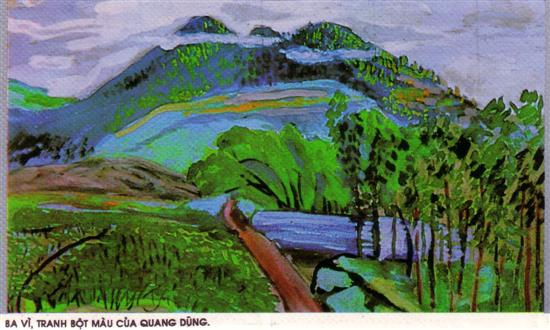 BA VÌ, TRANH BỘT MÀU CỦA QUANG DŨNG.